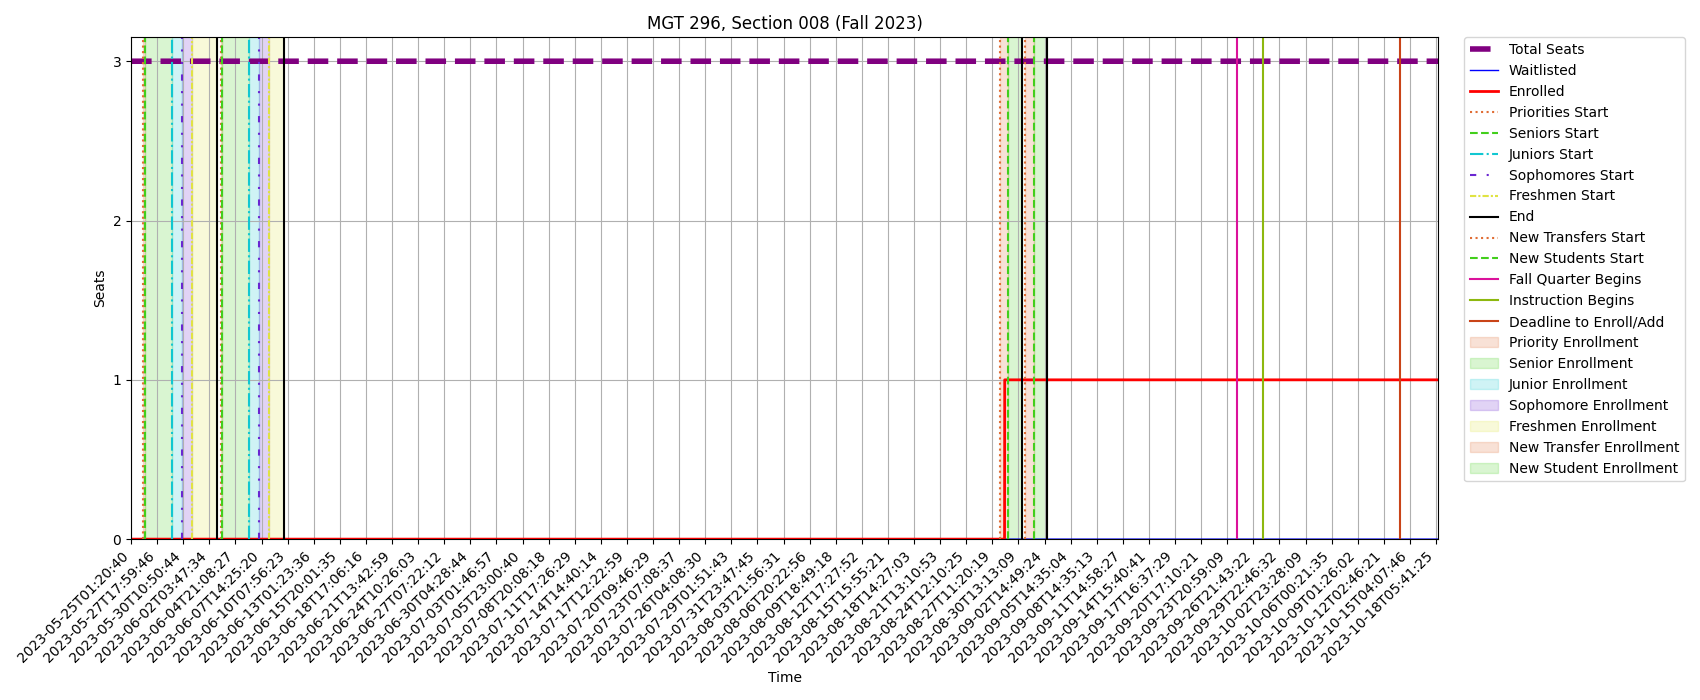 MGT 296, Section 008 (Fall 2023)
Seats
3
2
1
0
2023-05-25T01:20:40
2023-05-27T17:59:46
2023-05-30T10:50:44
2023-06-02T03:47:34
2023-06-04T21:08:27
2023-06-07T14:25:20
2023-06-10T07:56:23
2023-06-13T01:23:36
2023-06-15T20:01:35
2023-06-18T17:06:16
2023-06-21T13:42:59
2023-06-24T10:26:03
2023-06-27T07:22:12
2023-06-30T04:28:44
2023-07-03T01:46:57
2023-07-05T23:00:40
2023-07-08T20:08:18
2023-07-11T17:26:29
2023-07-14T14:40:14
2023-07-17T12:22:59
2023-07-20T09:46:29
2023-07-23T07:08:37
2023-07-26T04:08:30
2023-07-29T01:51:43
2023-07-31T23:47:45
2023-08-03T21:56:31
2023-08-06T20:22:56
2023-08-09T18:49:18
2023-08-12T17:27:52
2023-08-15T15:55:21
2023-08-18T14:27:03
2023-08-21T13:10:53
2023-08-24T12:10:25
2023-08-27T11:20:19
2023-08-30T13:13:09
2023-09-02T14:49:24
2023-09-05T14:35:04
2023-09-08T14:35:13
2023-09-11T14:58:27
2023-09-14T15:40:41
2023-09-17T16:37:29
2023-09-20T17:10:21
2023-09-23T20:59:09
2023-09-26T21:43:22
2023-09-29T22:46:32
2023-10-02T23:28:09
2023-10-06T00:21:35
2023-10-09T01:26:02
2023-10-12T02:46:21
2023-10-15T04:07:46
2023-10-18T05:41:25
Time
Total Seats
Waitlisted
Enrolled
Priorities Start
Seniors Start
Juniors Start
Sophomores Start
Freshmen Start
End
New Transfers Start
New Students Start
Fall Quarter Begins
Instruction Begins
Deadline to Enroll/Add
Priority Enrollment
Senior Enrollment
Junior Enrollment
Sophomore Enrollment
Freshmen Enrollment
New Transfer Enrollment
New Student Enrollment